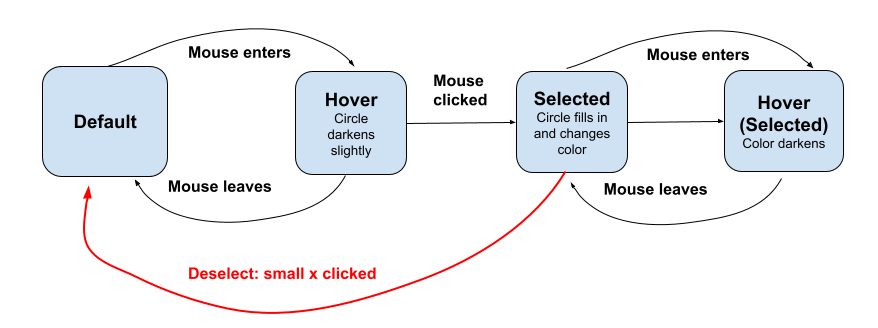 Mouse enters
Default
Hover
Circle
darkens
slightly
Mouse leaves
Mouse
clicked
Selected
Circle fills in
and changes
color
Mouse enters
Hover
(Selected)
Color darkens
Mouse leaves
Deselect: small x clicked